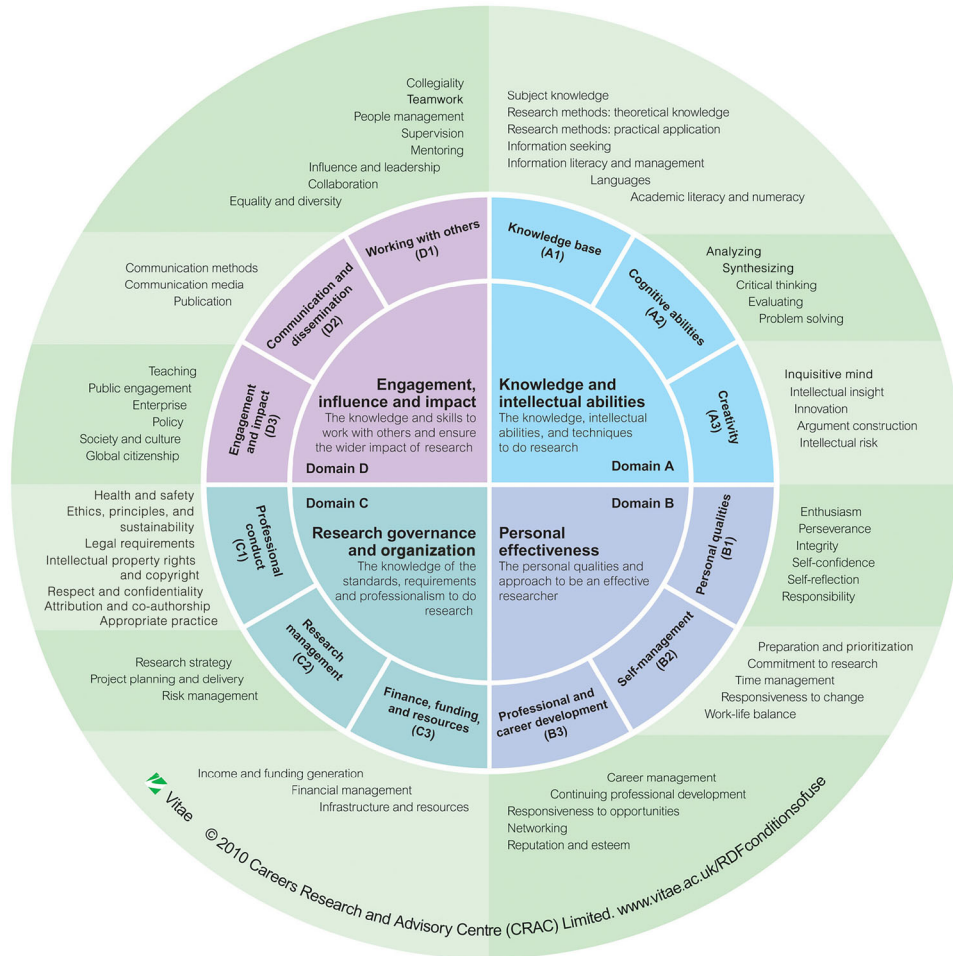 Collegiality
Teamwork
People management
Supervision
Mentoring
Influence and leadership
Collaboration
Equality and diversity
Subject knowledge
Research methods: theoretical knowledge
Research methods: practical application
Information seeking
Information literacy and management
Languages
Academic literacy and numeracy
Working with others
(D1)
Knowledge base
(A1)
Communication methods
Communication media
Publication
Communication and
dissemination
(D2)
Cognitive abilities
(A2)
Analyzing
Synthesizing
Critical thinking
Evaluating
Problem solving
Teaching
Public engagement
Enterprise
Policy
Society and culture
Global citizenship
Engagement
and impact
(D3)
Engagement,
influence and impact
The knowledge and skills to
work with others and ensure
the wider impact of research
Domain D
Knowledge and
intellectual abilities
The knowledge, intellectual
abilities, and techniques
to do research
Domain A
Creativity
(A3)
Inquisitive mind
Intellectual insight
Innovation
Argument construction
Intellectual risk
Health and safety
Ethics, principles, and
sustainability
Legal requirements
Intellectual property rights
and copyright
Respect and confidentiality
Attribution and co-authorship
Appropriate practice
Professional
conduct
(C1)
Domain C
Research governance
and organization
The knowledge of the
standards, requirements
and professionalism to do
research
Domain B
Personal
effectiveness
The personal qualities and
approach to be an effective
researcher
Personal qualities
(B1)
Enthusiasm
Perseverance
Integrity
Self-confidence
Self-reflection
Responsibility
Research strategy
Project planning and delivery
Risk management
Research
management
(C2)
Self-management
(B2)
Preparation and prioritization
Commitment to research
Time management
Responsiveness to change
Work-life balance
Finance, funding,
and resources
(C3)
Professional and
career development
(B3)
Income and funding generation
Financial management
Infrastructure and resources
Career management
Continuing professional development
Responsiveness to opportunities
Networking
Reputation and esteem
Vitae
© 2010 Careers Research and Advisory Centre (CRAC) Limited. www.vitae.ac.uk/RDFconditionsofuse